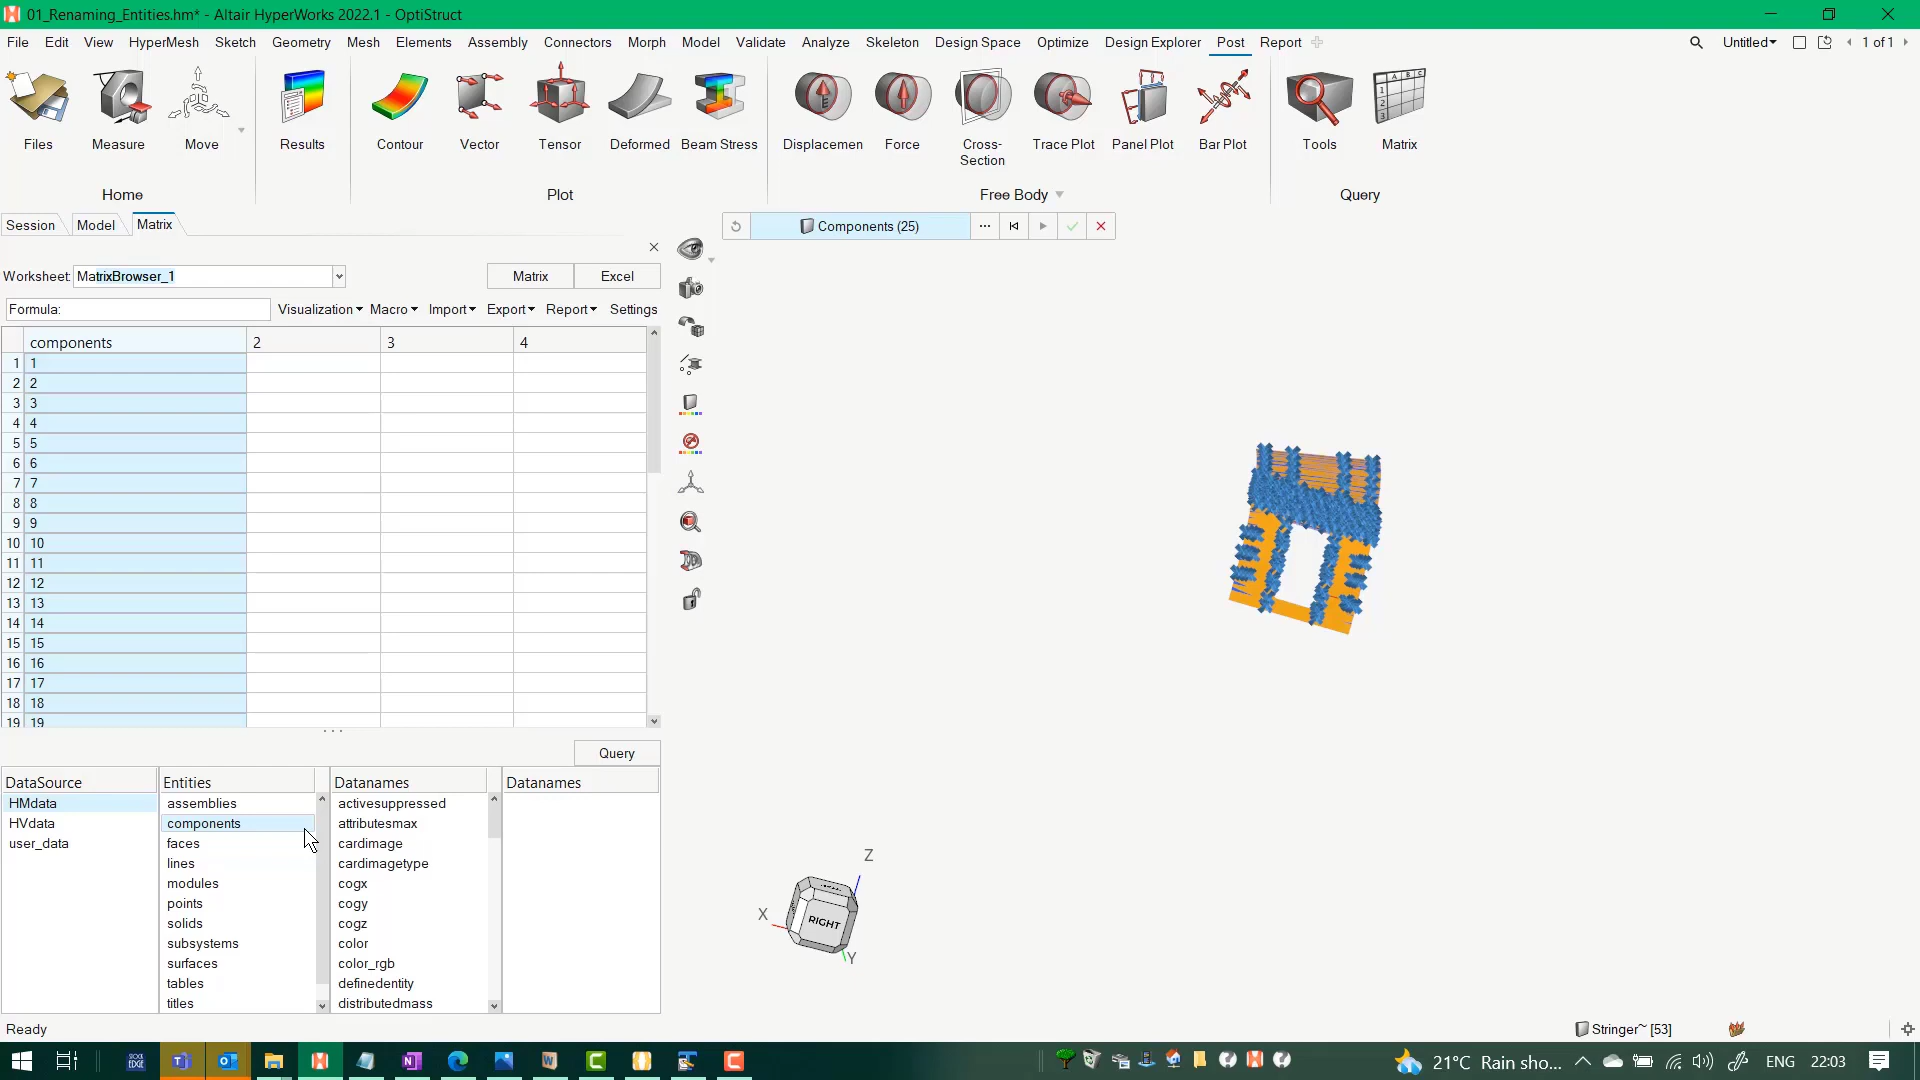 01_Renaming_Entities.hm* - Altair HyperWorks 2022.1 - OptiStruct
File Edit View HyperMesh Sketch Geometry Mesh Elements Assembly Connectors Morph Model Validate Analyze Skeleton Design Space Optimize Design Explorer Post Report Untitled 1 of 1
Files Measure Move Results Contour Vector Tensor Deformed Beam Stress Displacemen Force Cross-Section Trace Plot Panel Plot Bar Plot Tools Matrix
Home Plot Free Body Query
Session Model Matrix
Components (25) ...
Worksheet: MatrixBrowser_1 Matrix Excel
Formula: Visualization Macro Import Export Report Settings
components 2 3 4
1 1
2 2
3 3
4 4
5 5
6 6
7 7
8 8
9 9
10 10
11 11
12 12
13 13
14 14
15 15
16 16
17 17
18 18
19 19
Query
DataSource Entities Datanames Datanames
HMdata assemblies activesuppressed
HVdata components attributesmax
user_data faces cardimage
lines cardimagetype
modules cogx
points cogy
solids cogz
subsystems color
surfaces color_rgb
tables definedentity
titles distributedmass
Z
X
RIGHT
Y
Ready Stringer~ [53]
21°C Rain sho... ENG 22:03